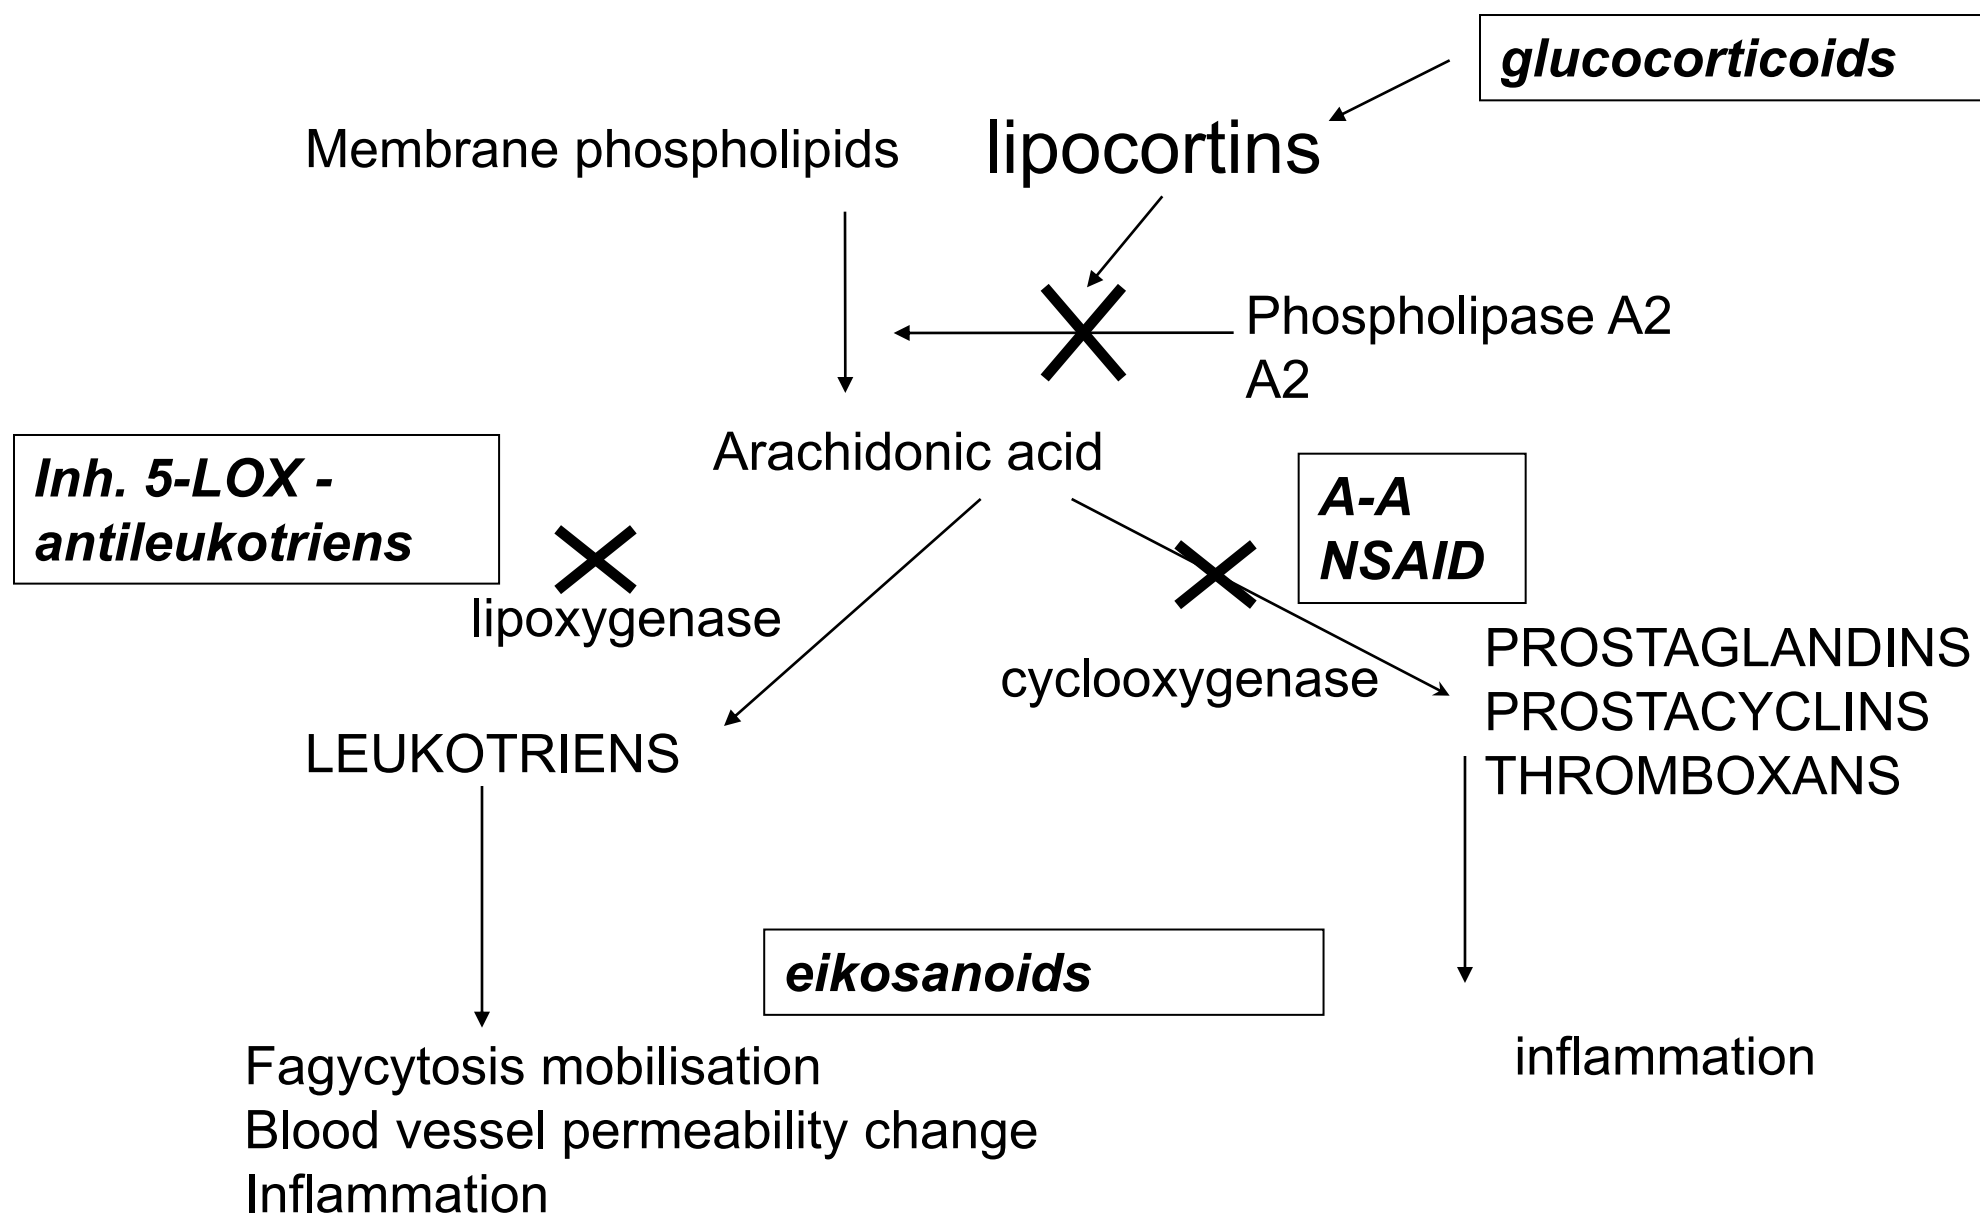 glucocorticoids
Membrane phospholipids
lipocortins
Phospholipase A2
A2
Arachidonic acid
Inh. 5-LOX -
antileukotriens
A-A
NSAID
lipoxygenase
cyclooxygenase
PROSTAGLANDINS
PROSTACYCLINS
THROMBOXANS
LEUKOTRIENS
eikosanoids
Fagycytosis mobilisation
Blood vessel permeability change
Inflammation
inflammation